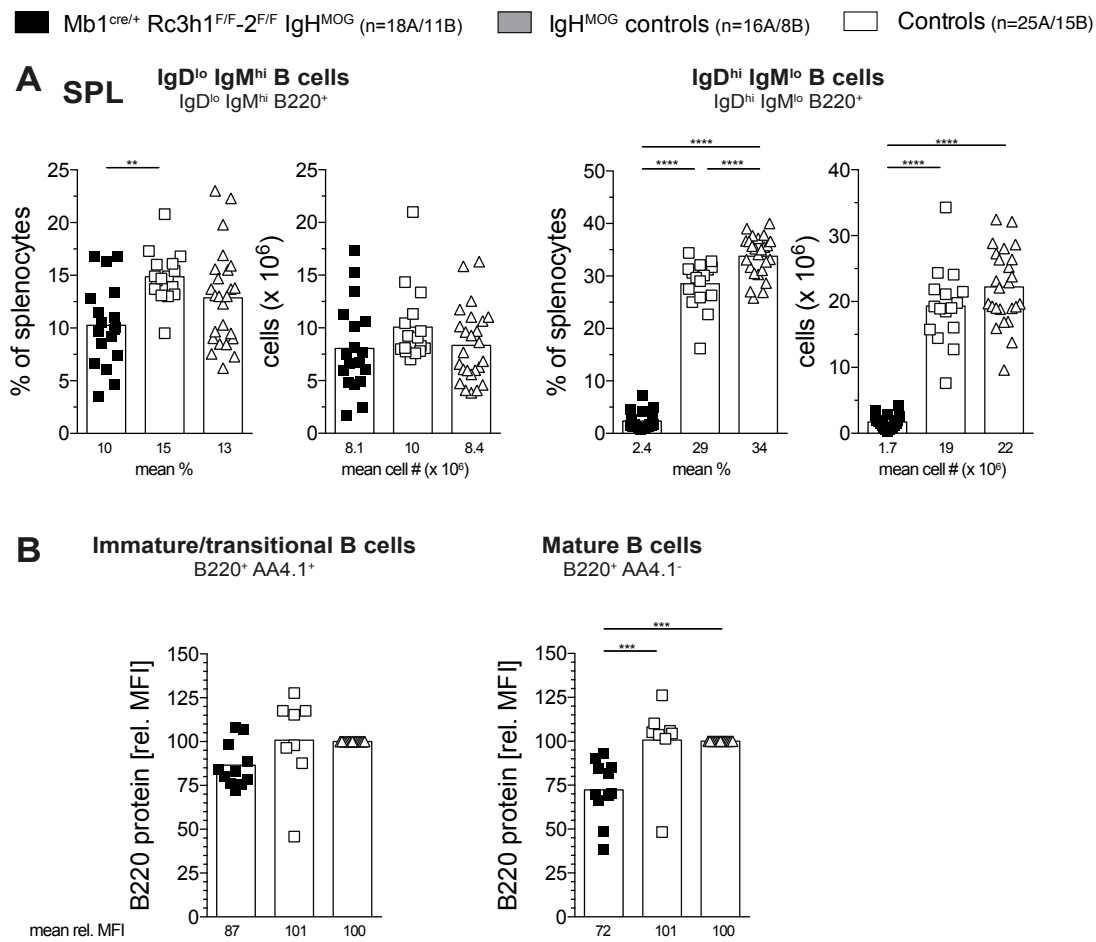 Mb1cre/+ Rc3h1F/F-2F/F IgHMOG (n=18A/11B) IgHMOG controls (n=16A/8B) Controls (n=25A/15B)
A SPL
IgDlo IgMhi B cells
IgDlo IgMhi B220+
IgDhi IgMlo B cells
IgDhi IgMlo B220+
% of splenocytes
25
20
15
10
5
0
**
10 15 13
mean %
cells (x 106)
25
20
15
10
5
0
8.1 10 8.4
mean cell # (x 106)
% of splenocytes
50
40
30
20
10
0
****
**** ****
2.4 29 34
mean %
cells (x 106)
40
30
20
10
0
****
****
1.7 19 22
mean cell # (x 106)
B
Immature/transitional B cells
B220+ AA4.1+
Mature B cells
B220+ AA4.1-
B220 protein [rel. MFI]
150
125
100
75
50
25
0
mean rel. MFI 87 101 100
B220 protein [rel. MFI]
150
125
100
75
50
25
0
***
***
72 101 100